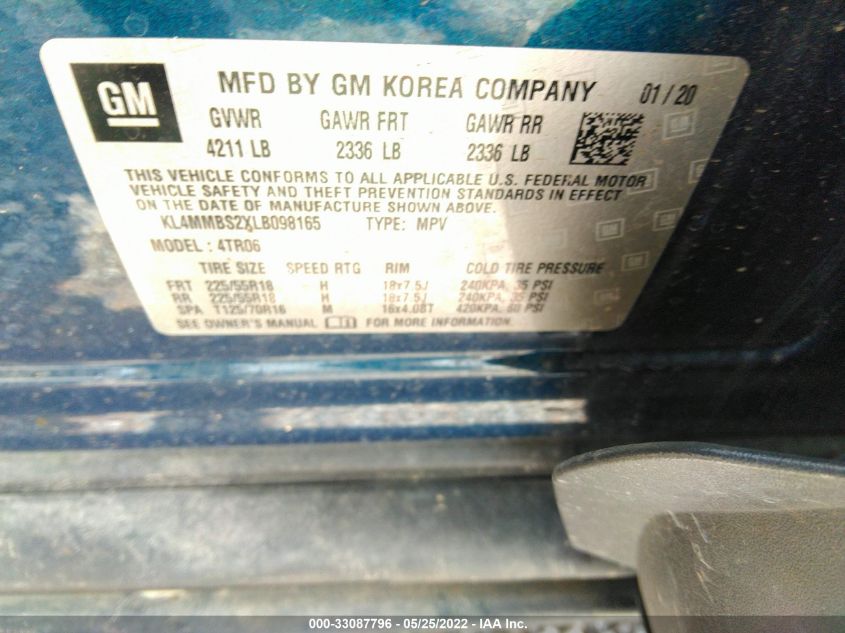 GM
MFD BY GM KOREA COMPANY 01/20
GVWR GAWR FRT GAWR RR
4211 LB 2336 LB 2336 LB
THIS VEHICLE CONFORMS TO ALL APPLICABLE U.S. FEDERAL MOTOR
VEHICLE SAFETY AND THEFT PREVENTION STANDARDS IN EFFECT
ON THE DATE OF MANUFACTURE SHOWN ABOVE.
KL4MMBS2XLB098165 TYPE: MPV
MODEL: 4TR06
TIRE SIZE SPEED RTG RIM COLD TIRE PRESSURE
FRT 225/55R18 H 18x7.5J 240KPA, 35 PSI
RR 225/55R18 H 18x7.5J 240KPA, 35 PSI
SPA T125/70R16 M 16x4.0BT 420KPA, 60 PSI
SEE OWNER'S MANUAL FOR MORE INFORMATION.
000-33087796 - 05/25/2022 - IAA Inc.